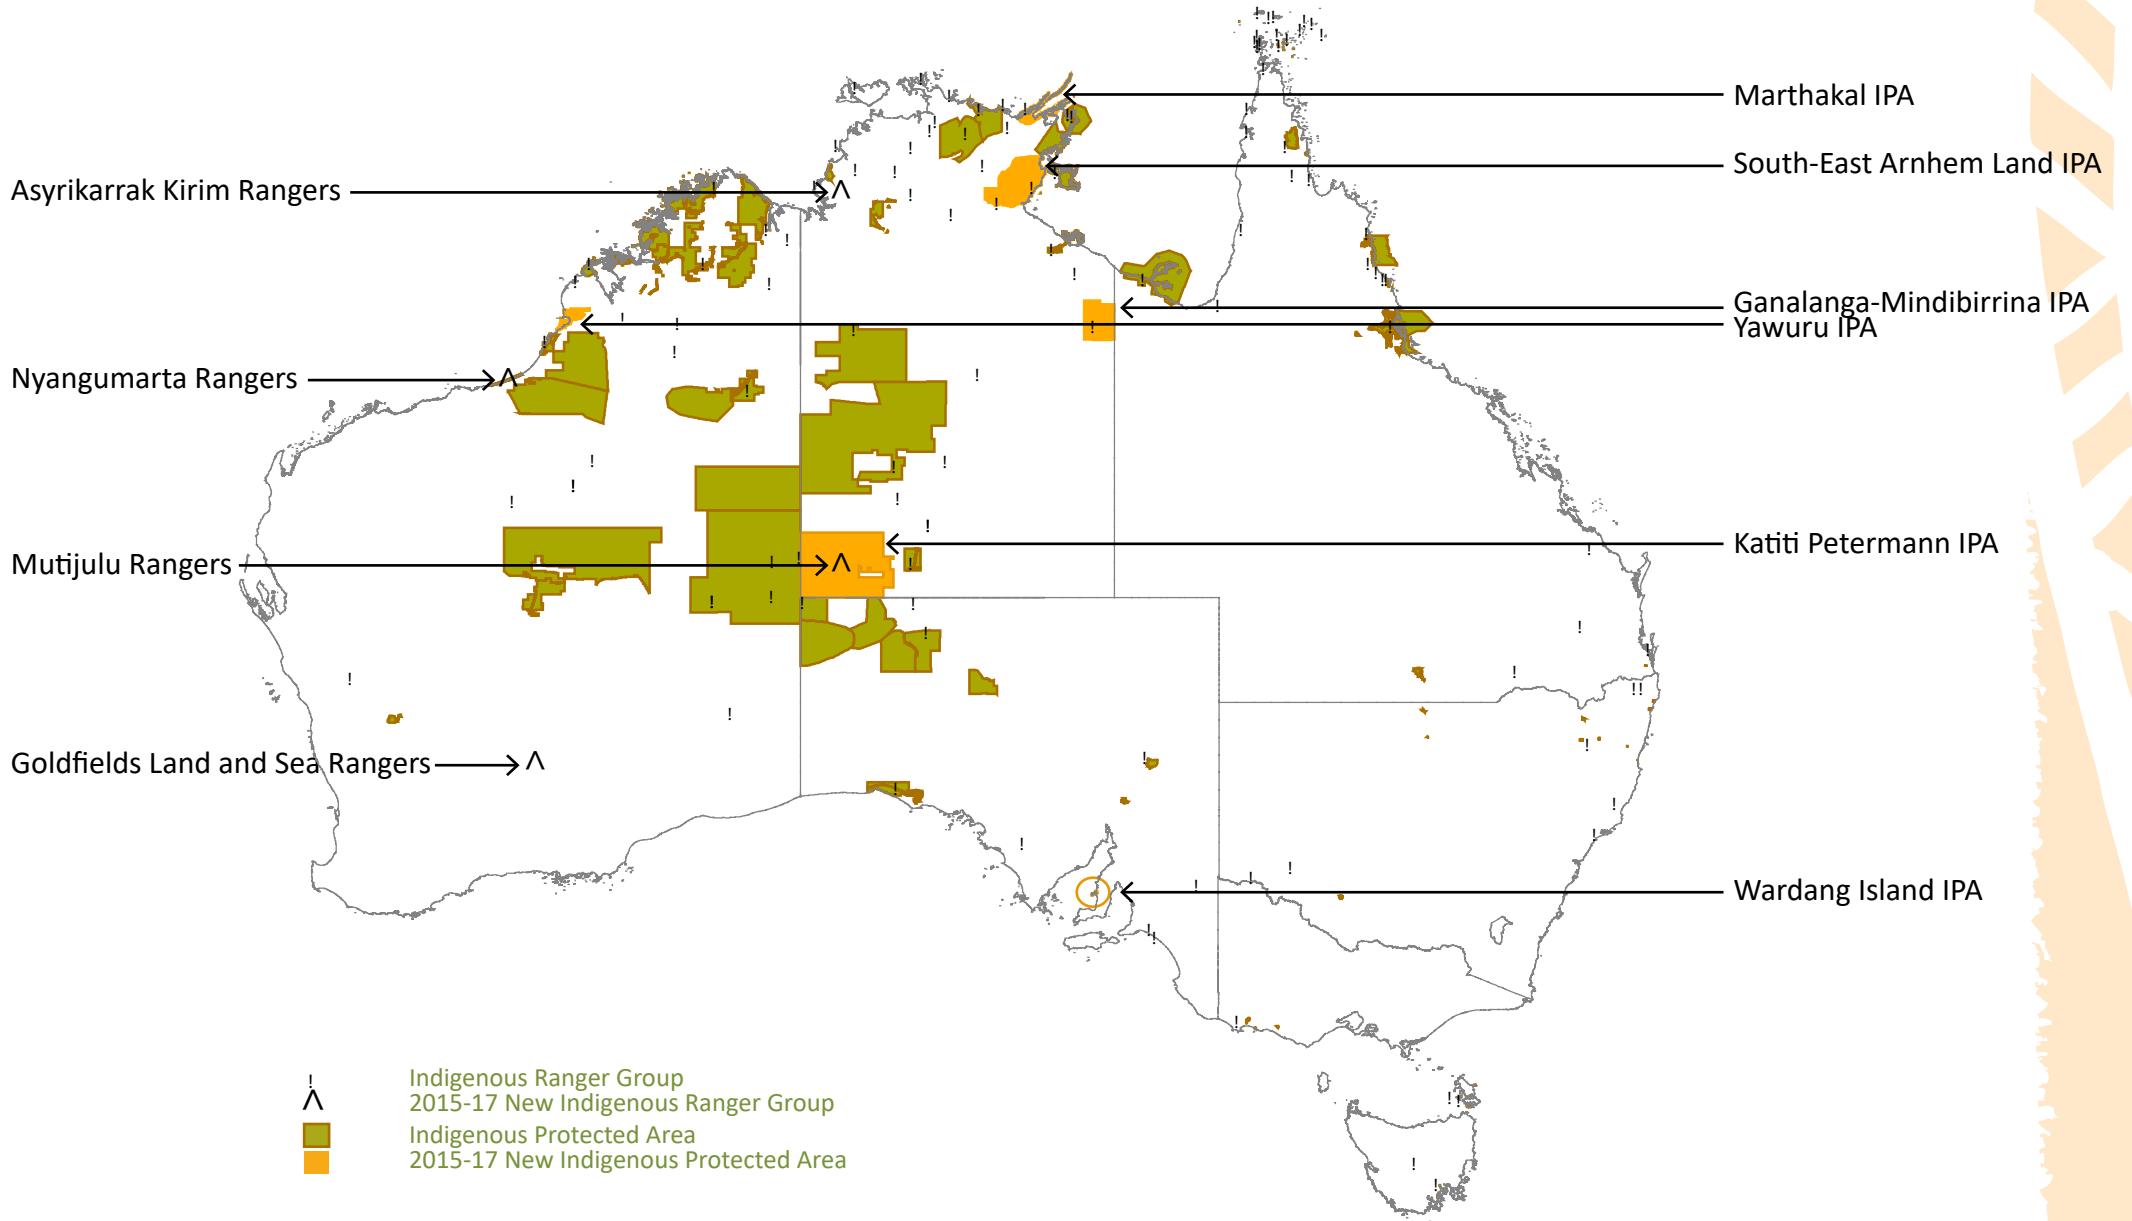 Marthakal IPA
South-East Arnhem Land IPA
Asyrikarrak Kirim Rangers
Ganalanga-Mindibirrina IPA
Yawuru IPA
Nyangumarta Rangers
Katiti Petermann IPA
Mutijulu Rangers
Goldfields Land and Sea Rangers
Wardang Island IPA
! Indigenous Ranger Group
Λ 2015-17 New Indigenous Ranger Group
Indigenous Protected Area
2015-17 New Indigenous Protected Area